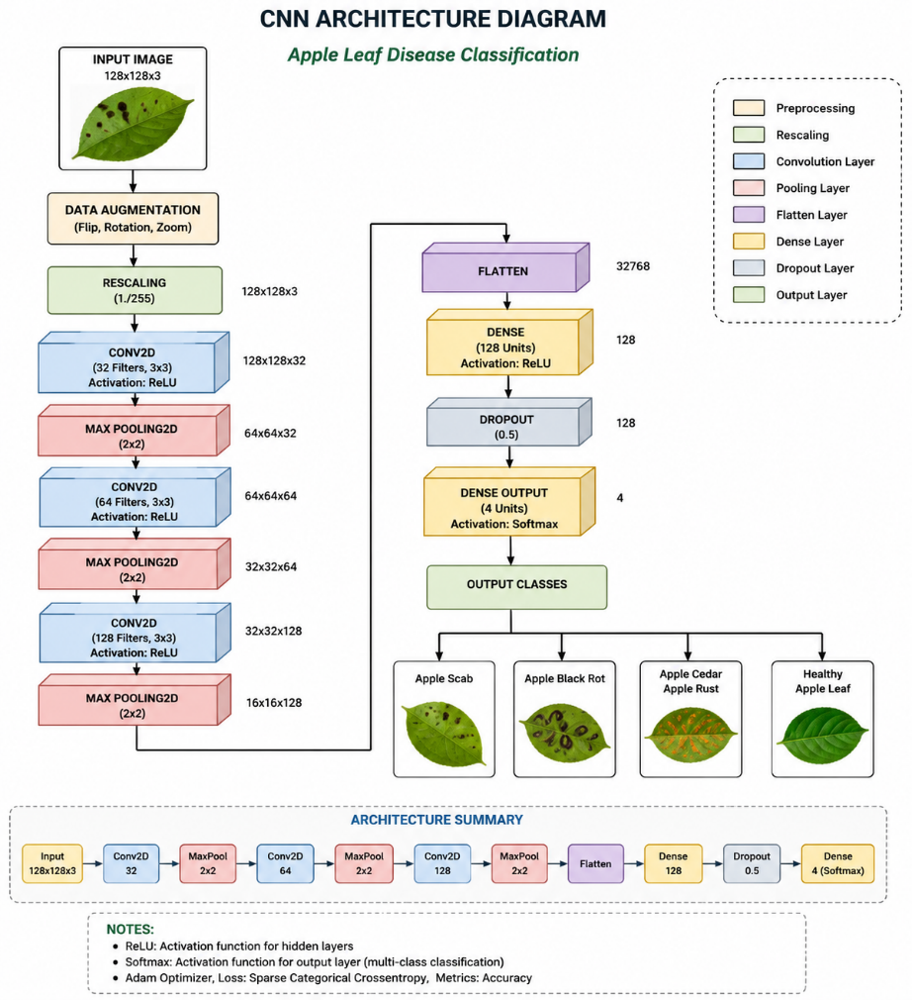 CNN ARCHITECTURE DIAGRAM
Apple Leaf Disease Classification
INPUT IMAGE
128x128x3
DATA AUGMENTATION
(Flip, Rotation, Zoom)
RESCALING
(1./255)
128x128x3
CONV2D
(32 Filters, 3x3)
Activation: ReLU
128x128x32
MAX POOLING2D
(2x2)
64x64x32
CONV2D
(64 Filters, 3x3)
Activation: ReLU
64x64x64
MAX POOLING2D
(2x2)
32x32x64
CONV2D
(128 Filters, 3x3)
Activation: ReLU
32x32x128
MAX POOLING2D
(2x2)
16x16x128
FLATTEN
32768
DENSE
(128 Units)
Activation: ReLU
128
DROPOUT
(0.5)
128
DENSE OUTPUT
(4 Units)
Activation: Softmax
4
OUTPUT CLASSES
Apple Scab
Apple Black Rot
Apple Cedar
Apple Rust
Healthy
Apple Leaf
Preprocessing
Rescaling
Convolution Layer
Pooling Layer
Flatten Layer
Dense Layer
Dropout Layer
Output Layer
ARCHITECTURE SUMMARY
Input
128x128x3
Conv2D
32
MaxPool
2x2
Conv2D
64
MaxPool
2x2
Conv2D
128
MaxPool
2x2
Flatten
Dense
128
Dropout
0.5
Dense
4 (Softmax)
NOTES:
• ReLU: Activation function for hidden layers
• Softmax: Activation function for output layer (multi-class classification)
• Adam Optimizer, Loss: Sparse Categorical Crossentropy, Metrics: Accuracy